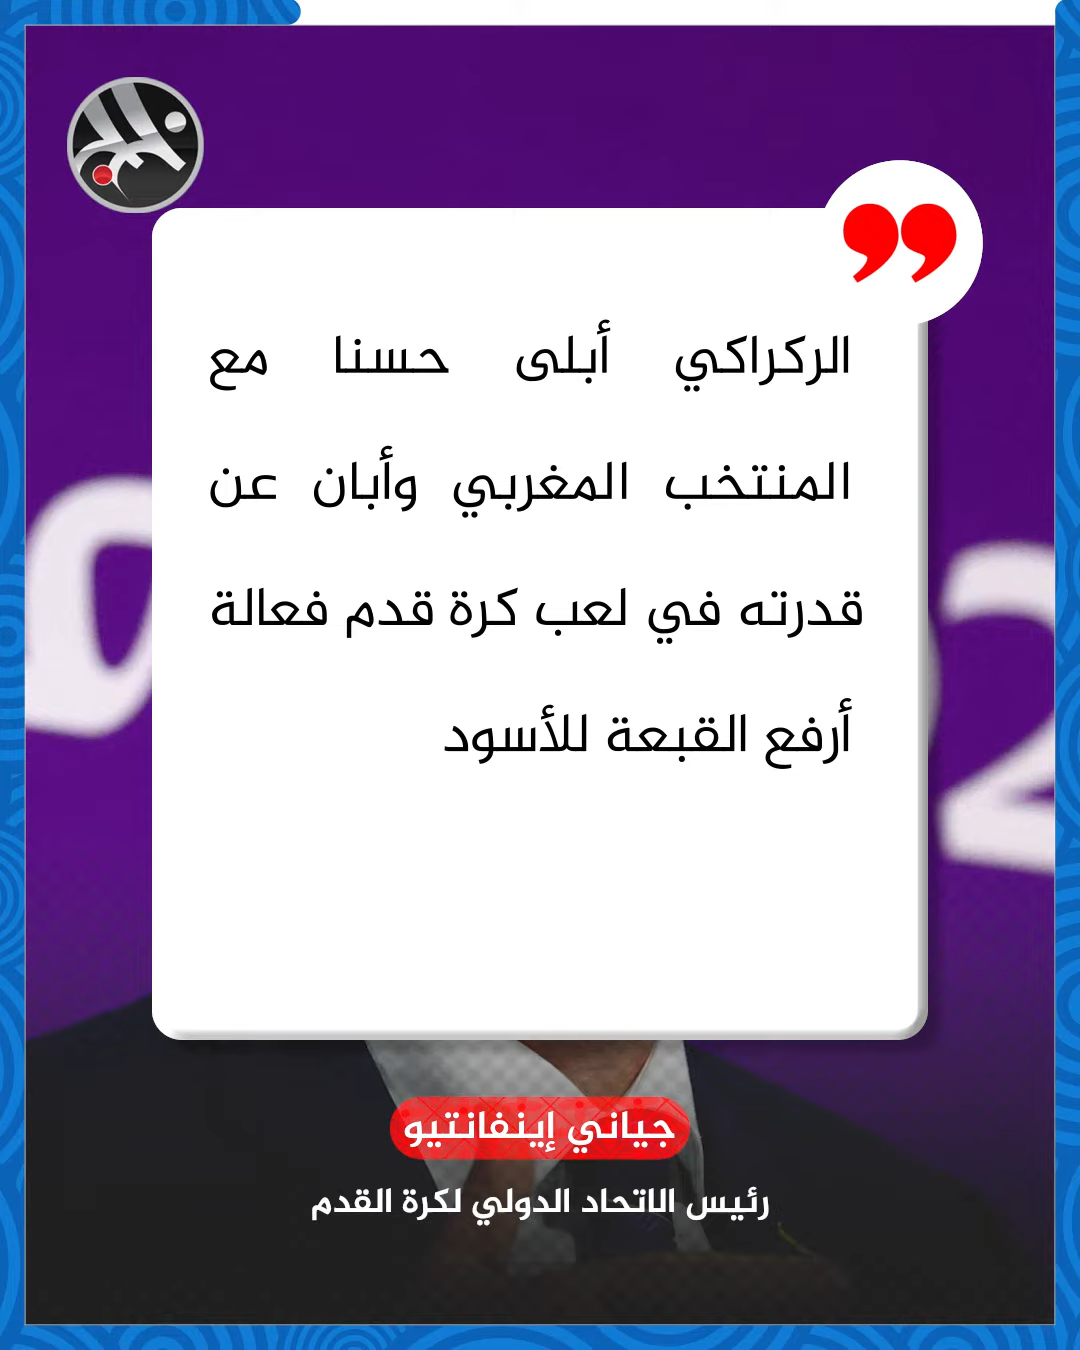 الركراكي أبلى حسنا مع
المنتخب المغربي وأبان عن
قدرته في لعب كرة قدم فعالة
أرفع القبعة للأسود
جياني إينفانتيو
رئيس الاتحاد الدولي لكرة القدم